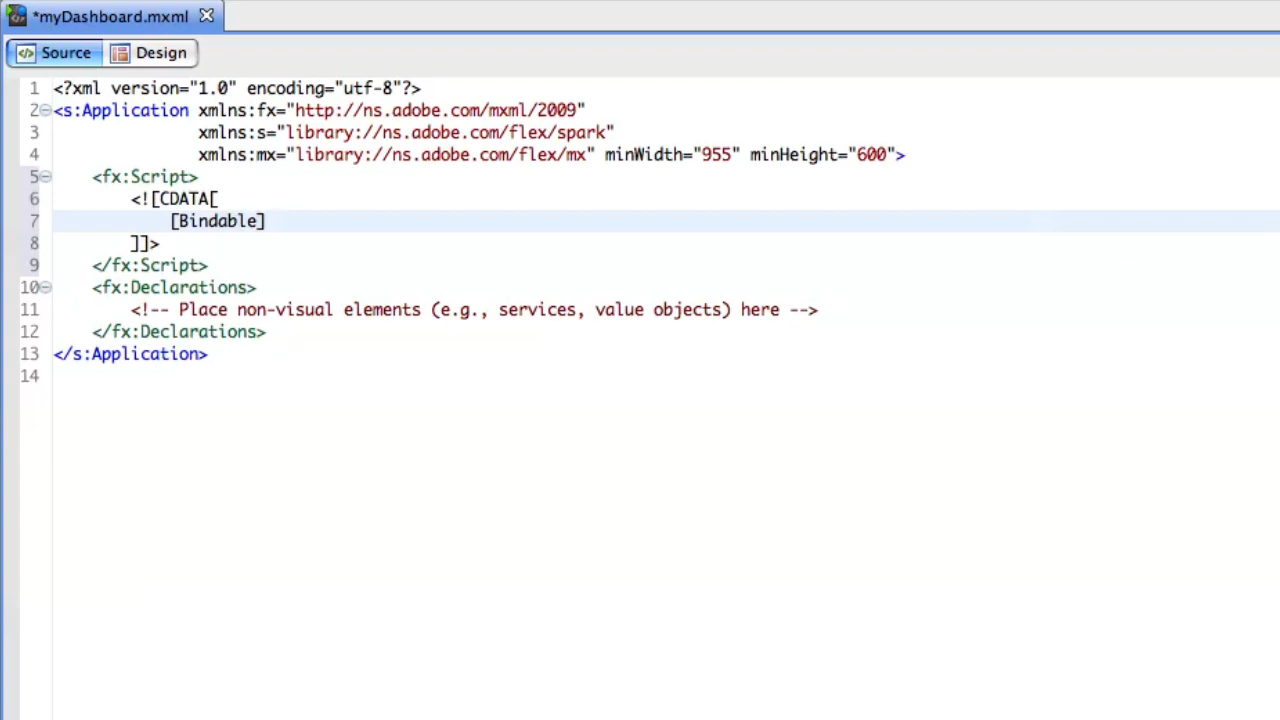 *myDashboard.mxml
Source Design
1 <?xml version="1.0" encoding="utf-8"?>
2 <s:Application xmlns:fx="http://ns.adobe.com/mxml/2009"
3 xmlns:s="library://ns.adobe.com/flex/spark"
4 xmlns:mx="library://ns.adobe.com/flex/mx" minWidth="955" minHeight="600">
5 <fx:Script>
6 <![CDATA[
7 [Bindable]
8 ]]>
9 </fx:Script>
10 <fx:Declarations>
11 <!-- Place non-visual elements (e.g., services, value objects) here -->
12 </fx:Declarations>
13 </s:Application>
14